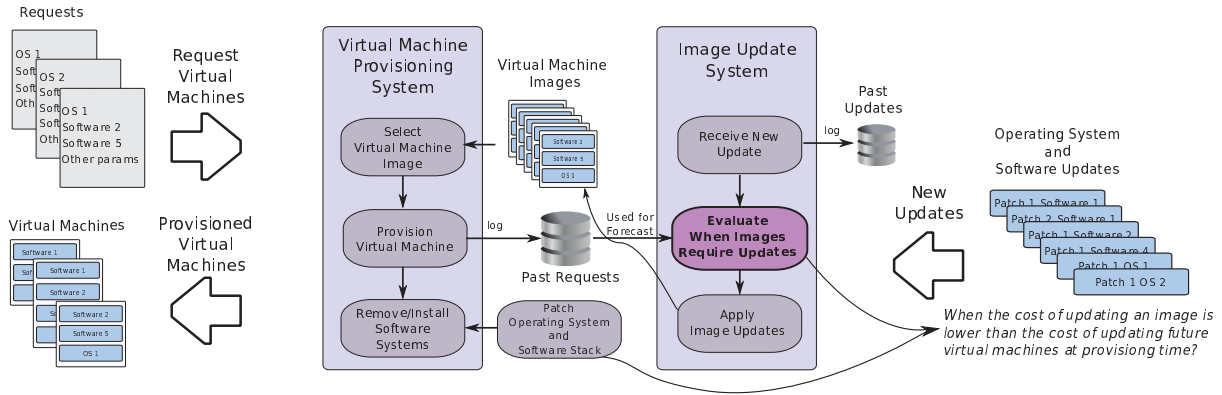 Requests
OS 1
Soft
Soft
Oth
OS 2
Soft
Soft
Soft
Oth
OS 1
Software 2
Software 5
Other params
Request
Virtual
Machines
Virtual Machines
Software 1
Sof
Software 1
Software 2
So
Software 2
Software 5
OS 1
Provisioned
Virtual
Machines
Virtual Machine
Provisioning
System
Select
Virtual Machine
Image
Provision
Virtual Machine
Remove/Install
Software
Systems
Virtual Machine
Images
Software 2
Software 5
OS 1
log
Past Requests
Used for
Forecast
Patch
Operating System
and
Software Stack
Image Update
System
Receive New
Update
Evaluate
When Images
Require Updates
Apply
Image Updates
log
Past
Updates
New
Updates
Operating System
and
Software Updates
Patch 1 Software 1
Patch 2 Software 1
Patch 1 Software 2
Patch 1 Software 4
Patch 1 OS 1
Patch 1 OS 2
When the cost of updating an image is
lower than the cost of updating future
virtual machines at provisiong time?